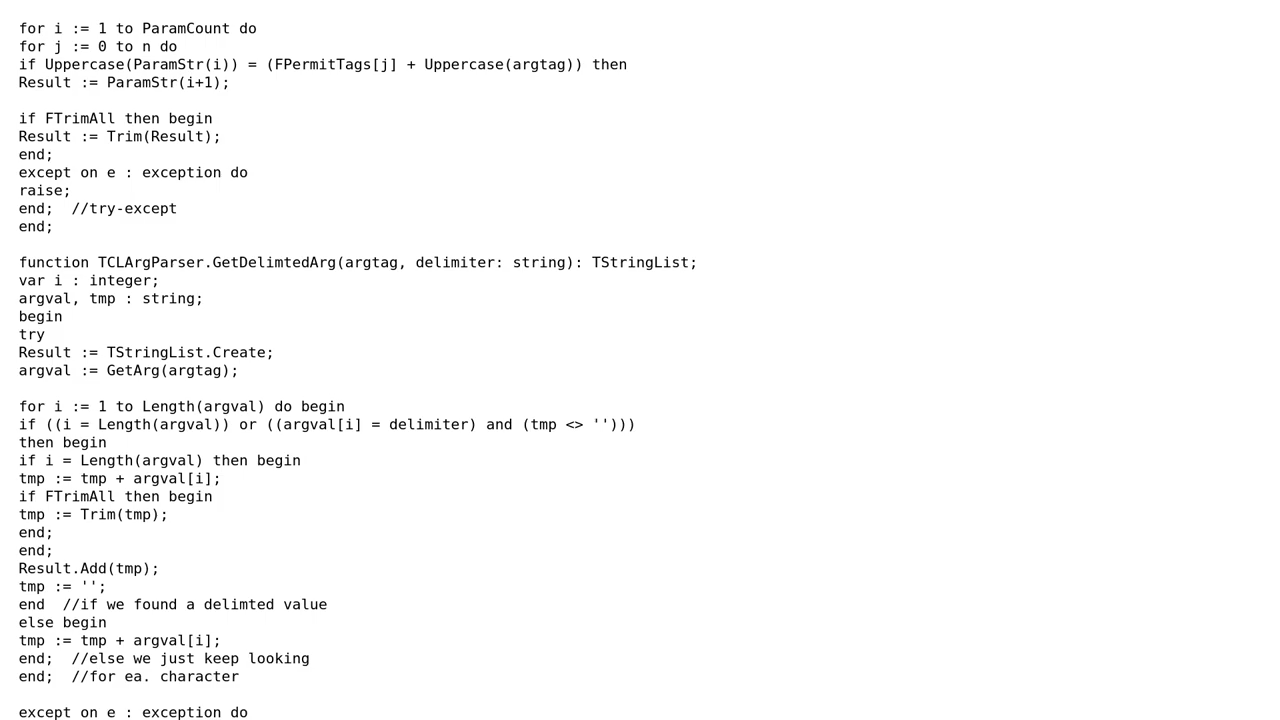 for i := 1 to ParamCount do
for j := 0 to n do
if Uppercase(ParamStr(i)) = (FPermitTags[j] + Uppercase(argtag)) then
Result := ParamStr(i+1);

if FTrimAll then begin
Result := Trim(Result);
end;
except on e : exception do
raise;
end;  //try-except
end;

function TCLArgParser.GetDelimtedArg(argtag, delimiter: string): TStringList;
var i : integer;
argval, tmp : string;
begin
try
Result := TStringList.Create;
argval := GetArg(argtag);

for i := 1 to Length(argval) do begin
if ((i = Length(argval)) or ((argval[i] = delimiter) and (tmp <> '')))
then begin
if i = Length(argval) then begin
tmp := tmp + argval[i];
if FTrimAll then begin
tmp := Trim(tmp);
end;
end;
Result.Add(tmp);
tmp := '';
end  //if we found a delimted value
else begin
tmp := tmp + argval[i];
end;  //else we just keep looking
end;  //for ea. character

except on e : exception do